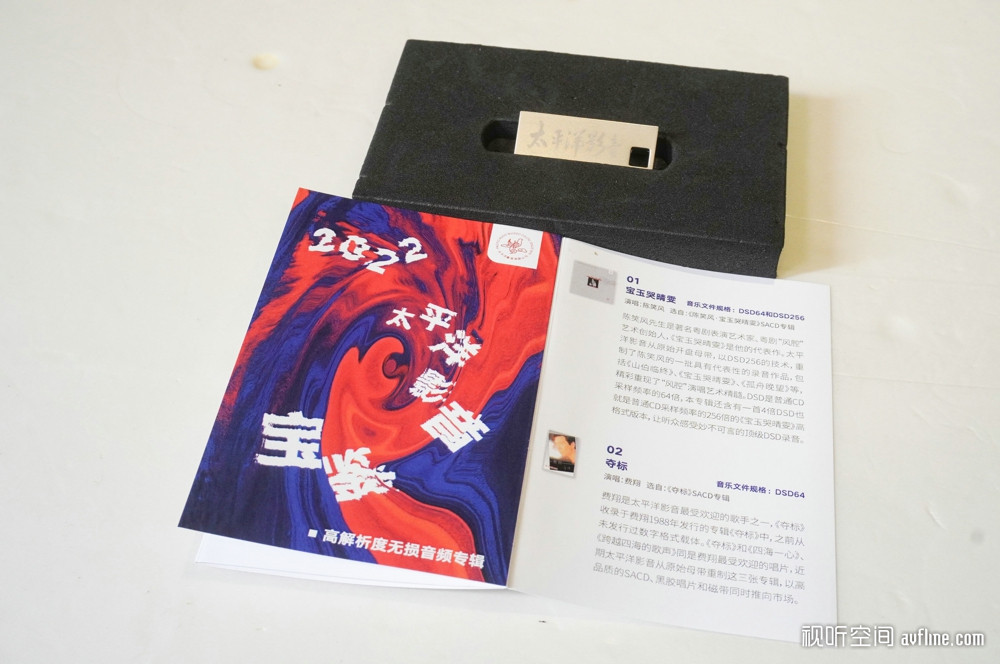 太平洋影音
2022
太平洋影音
高解析度无损音频专辑
01
宝玉哭晴雯 音乐文件规格:DSD64和DSD256
演唱:陈笑风 选自:《陈笑风·宝玉哭晴雯》SACD专辑
陈笑风先生是著名粤剧表演艺术家,粤剧“风腔”
艺术创始人,《宝玉哭晴雯》是他的代表作。太平
洋影音从原始开盘母带,以DSD256的技术,重
制了陈笑风的一批具有代表性的录音作品,包
括《山伯临终》、《宝玉哭晴雯》、《孤舟晚望》等,
精彩重现了“风腔”演唱艺术精髓。DSD是普通CD
采样频率的64倍。本专辑还含有一首4倍DSD也
就是普通CD采样频率的256倍的《宝玉哭晴雯》高
格式版本,让听众感受妙不可言的顶级DSD录音。
02
夺标 音乐文件规格:DSD64
演唱:费翔 选自:《夺标》SACD专辑
费翔是太平洋影音最受欢迎的歌手之一,《夺标》
收录于费翔1988年发行的专辑《夺标》中,之前从
未发行过数字格式载体。《夺标》和《四海一心》、
《跨越四海的歌声》同是费翔最受欢迎的唱片,近
期太平洋影音从原始母带重制这三张专辑,以高
品质的SACD、黑胶唱片和磁带同时推向市场。
视听空间 avfline.com